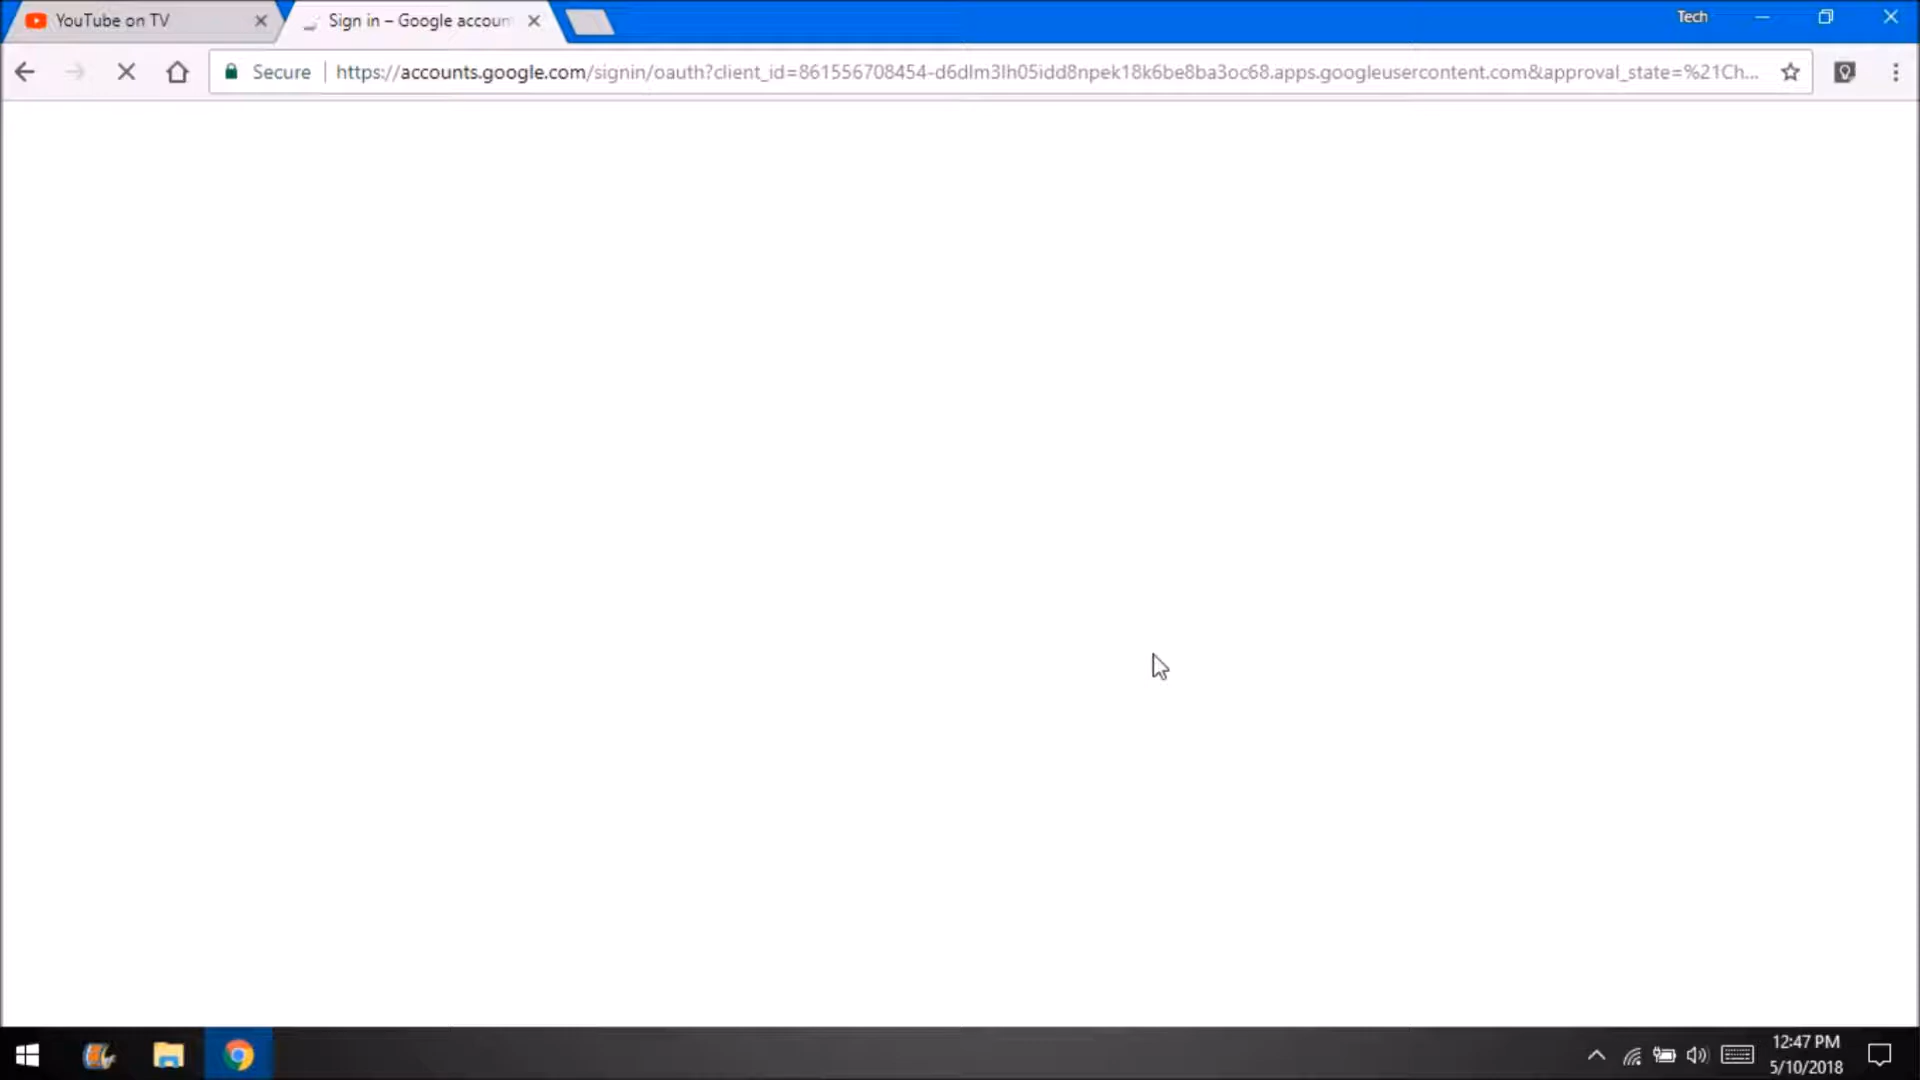 YouTube on TV
Sign in – Google accoun
Tech
Secure
https://accounts.google.com/signin/oauth?client_id=861556708454-d6dlm3lh05idd8npek18k6be8ba3oc68.apps.googleusercontent.com&approval_state=%21Ch...
12:47 PM
5/10/2018